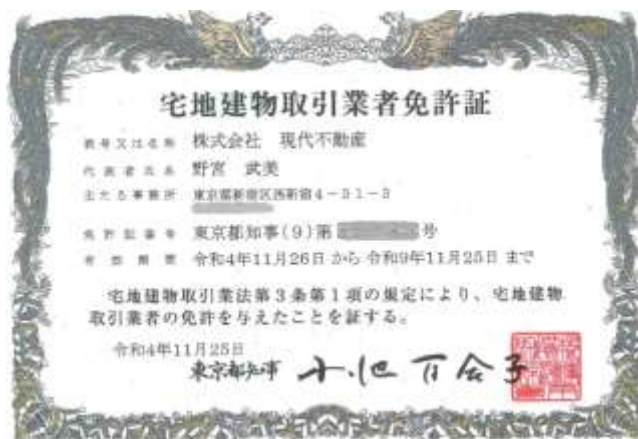 宅地建物取引業者免許証
商号又は名称 株式会社 現代不動産
代表者氏名 野宮 武美
主たる事務所 東京都新宿区西新宿4-31-3
免許証番号 東京都知事(9)第 号
有効期間 令和4年11月26日 から 令和9年11月25日 まで
宅地建物取引業法第3条第1項の規定により、宅地建物
取引業者の免許を与えたことを証する。
令和4年11月25日
東京都知事 小池百合子